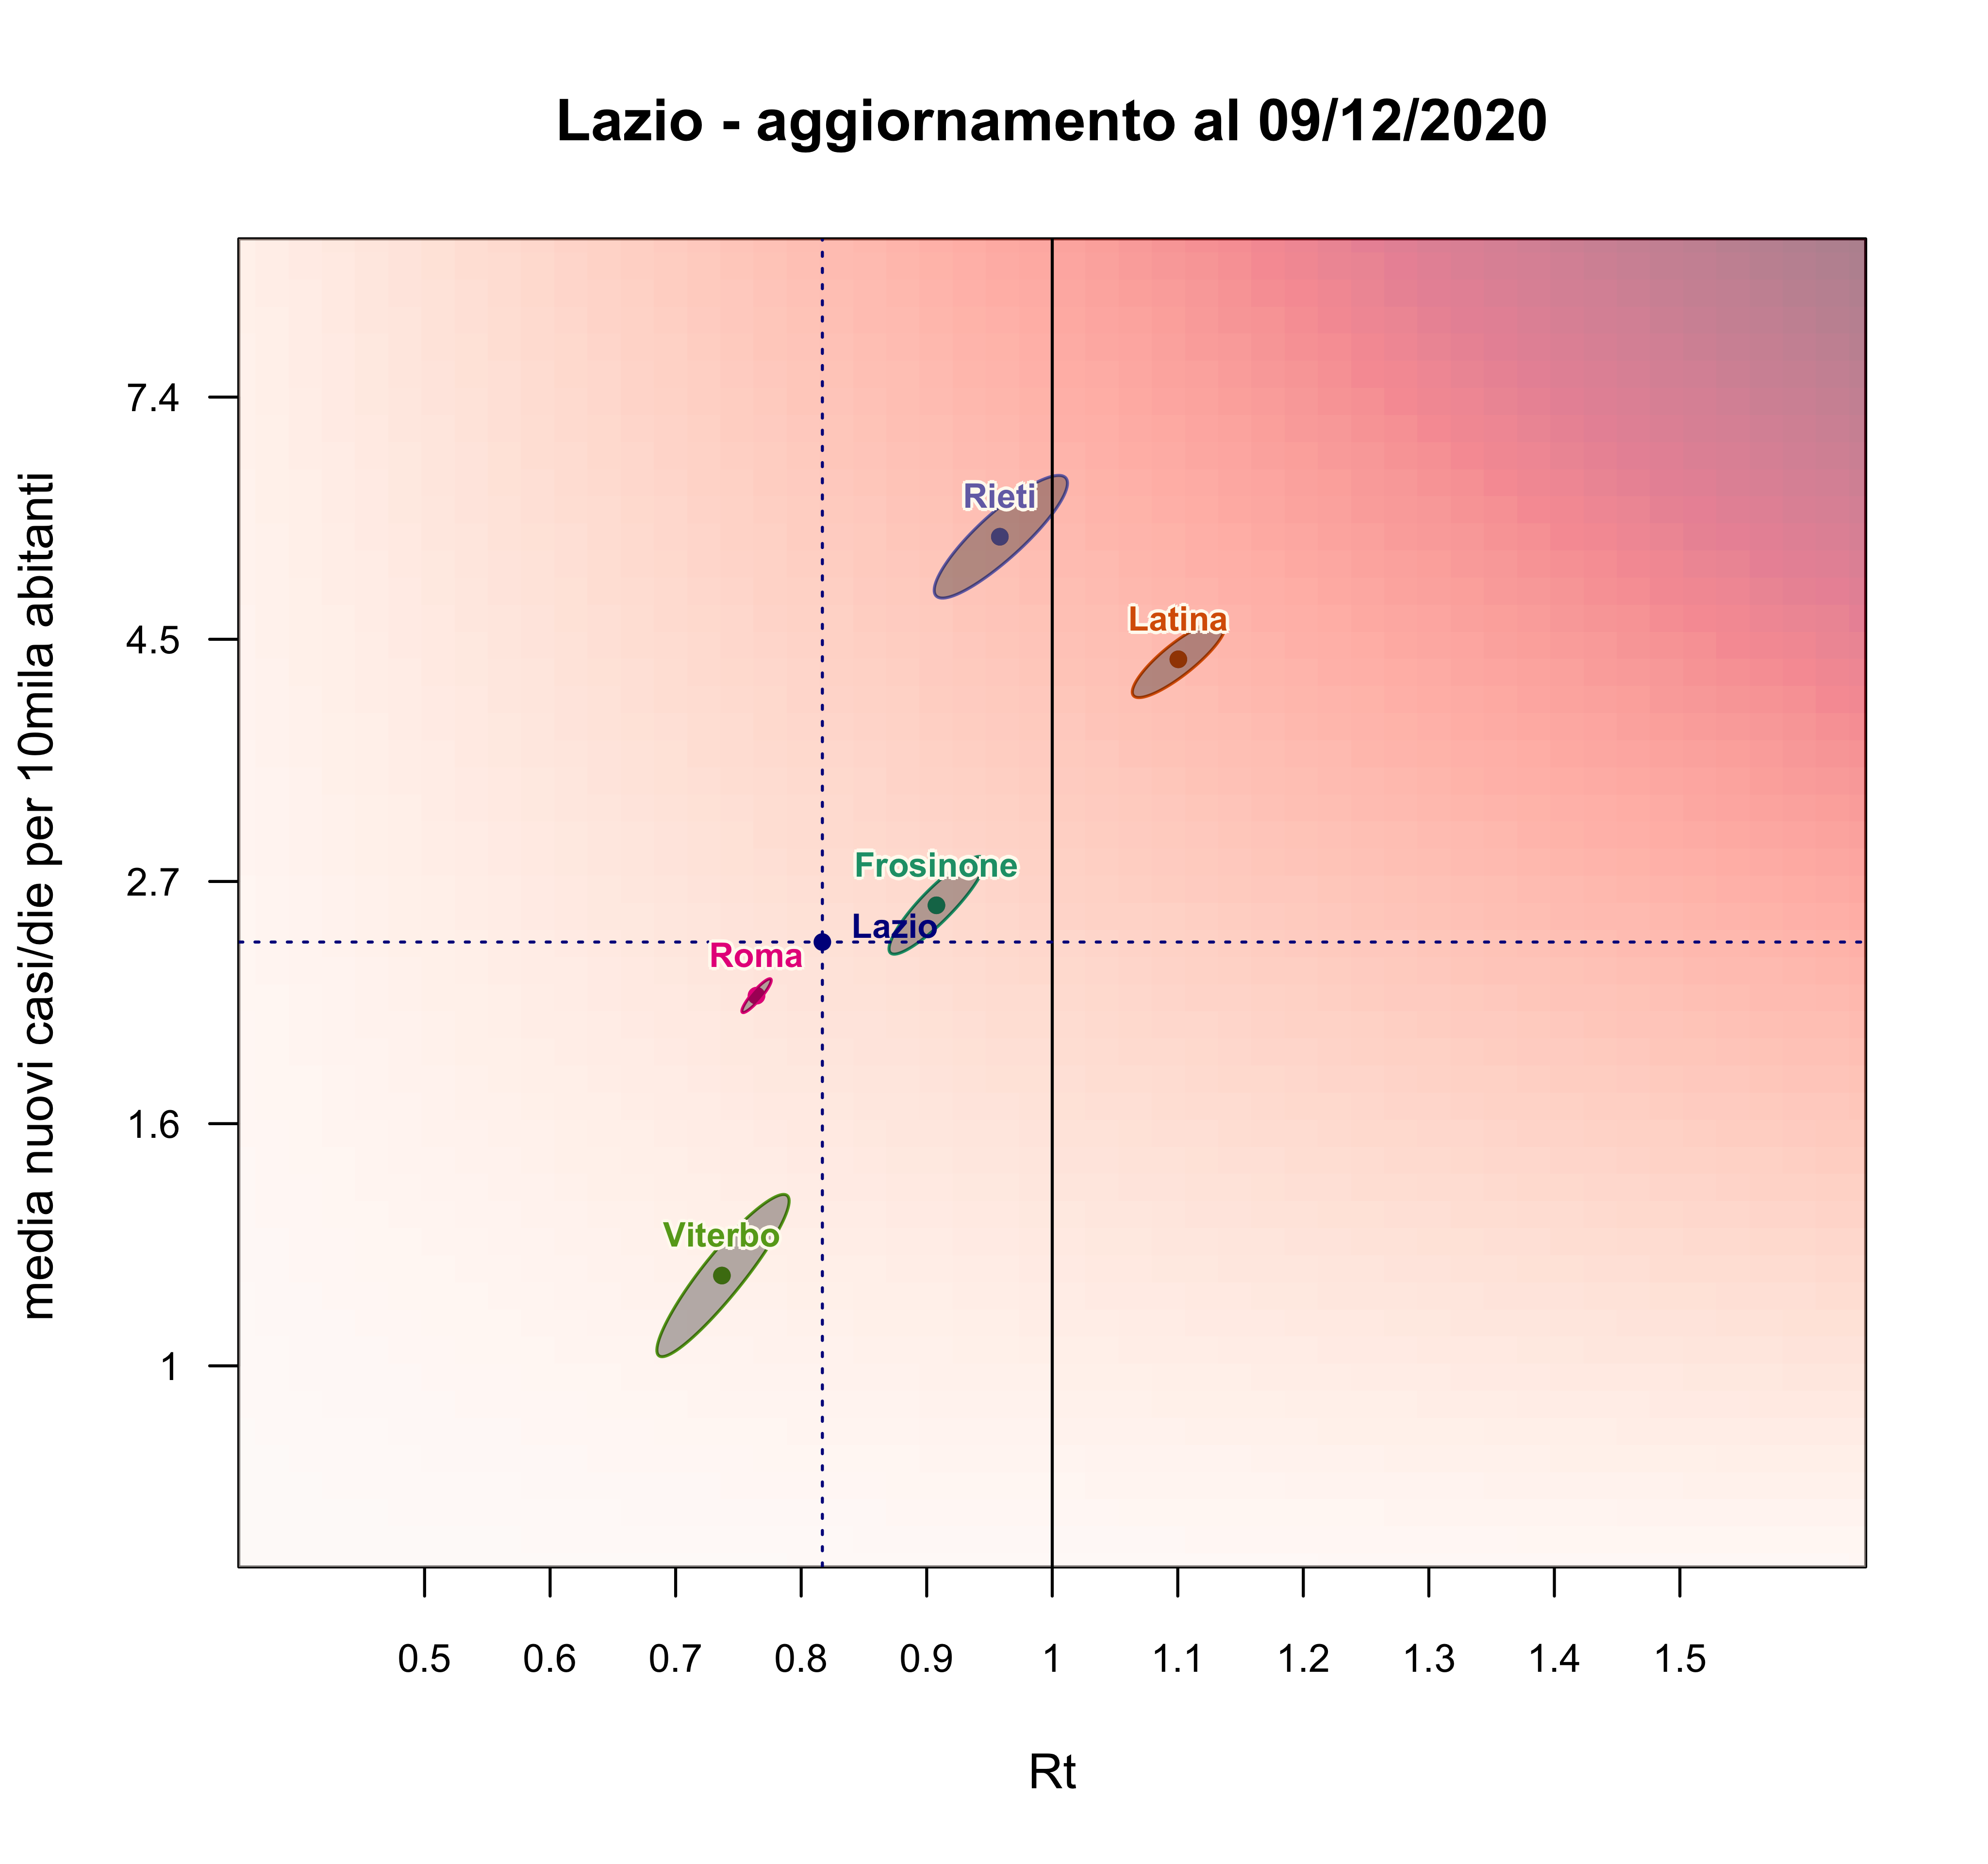 Lazio - aggiornamento al 09/12/2020
media nuovi casi/die per 10mila abitanti
7.4
4.5
2.7
1.6
1
Rieti
Latina
Frosinone
Lazio
Roma
Viterbo
0.5 0.6 0.7 0.8 0.9 1 1.1 1.2 1.3 1.4 1.5
Rt